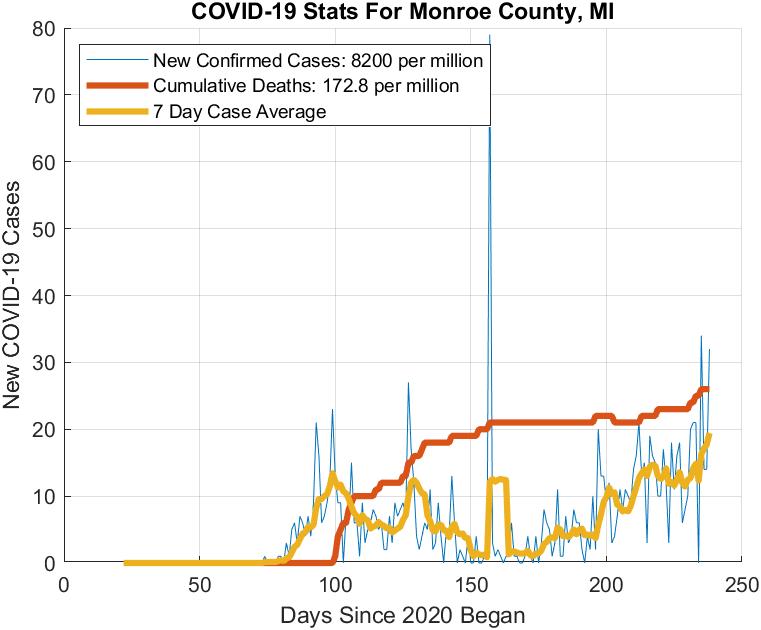 COVID-19 Stats For Monroe County, MI
New Confirmed Cases: 8200 per million
Cumulative Deaths: 172.8 per million
7 Day Case Average
New COVID-19 Cases
80
70
60
50
40
30
20
10
0
0 50 100 150 200 250
Days Since 2020 Began